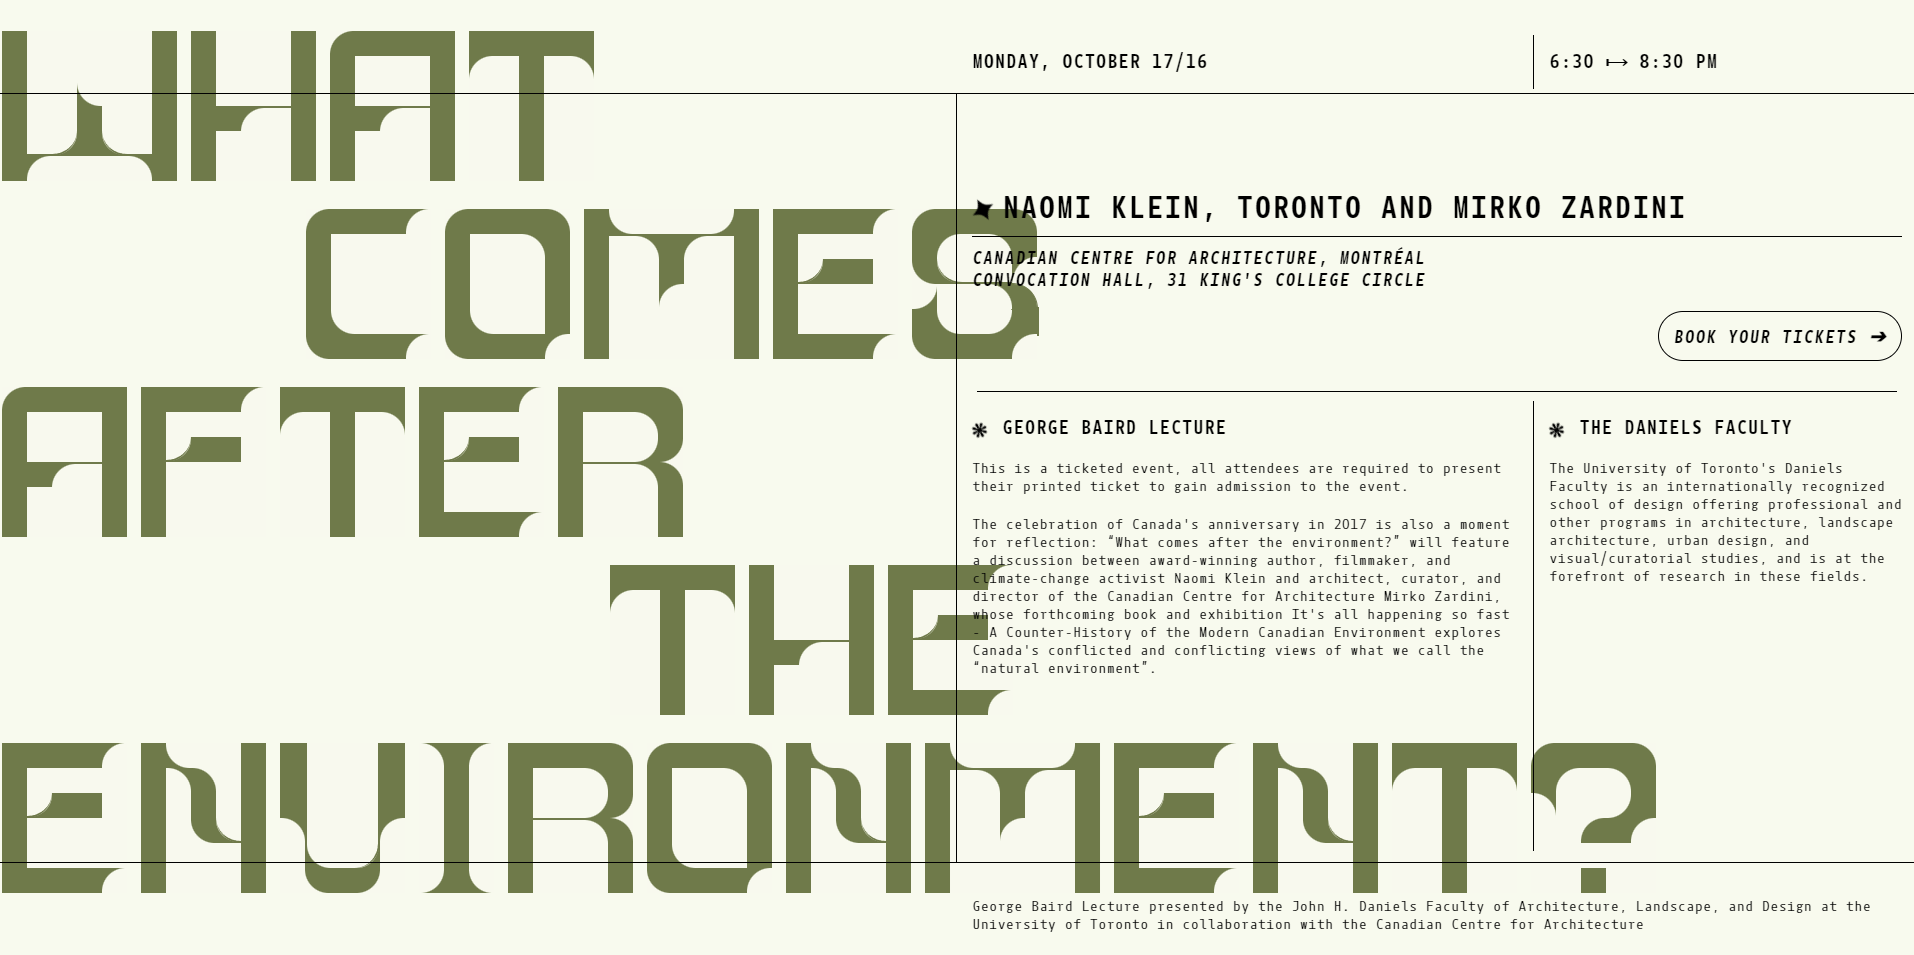 WHAT
COMES
AFTER
THE
ENVIRONMENT?
MONDAY, OCTOBER 17/16
6:30 ↦ 8:30 PM
NAOMI KLEIN, TORONTO AND MIRKO ZARDINI
CANADIAN CENTRE FOR ARCHITECTURE, MONTRÉAL
CONVOCATION HALL, 31 KING'S COLLEGE CIRCLE
BOOK YOUR TICKETS ➔
GEORGE BAIRD LECTURE
This is a ticketed event, all attendees are required to present
their printed ticket to gain admission to the event.
The celebration of Canada's anniversary in 2017 is also a moment
for reflection: “What comes after the environment?” will feature
a discussion between award-winning author, filmmaker, and
climate-change activist Naomi Klein and architect, curator, and
director of the Canadian Centre for Architecture Mirko Zardini,
whose forthcoming book and exhibition It's all happening so fast
- A Counter-History of the Modern Canadian Environment explores
Canada's conflicted and conflicting views of what we call the
“natural environment”.
THE DANIELS FACULTY
The University of Toronto's Daniels
Faculty is an internationally recognized
school of design offering professional and
other programs in architecture, landscape
architecture, urban design, and
visual/curatorial studies, and is at the
forefront of research in these fields.
George Baird Lecture presented by the John H. Daniels Faculty of Architecture, Landscape, and Design at the
University of Toronto in collaboration with the Canadian Centre for Architecture